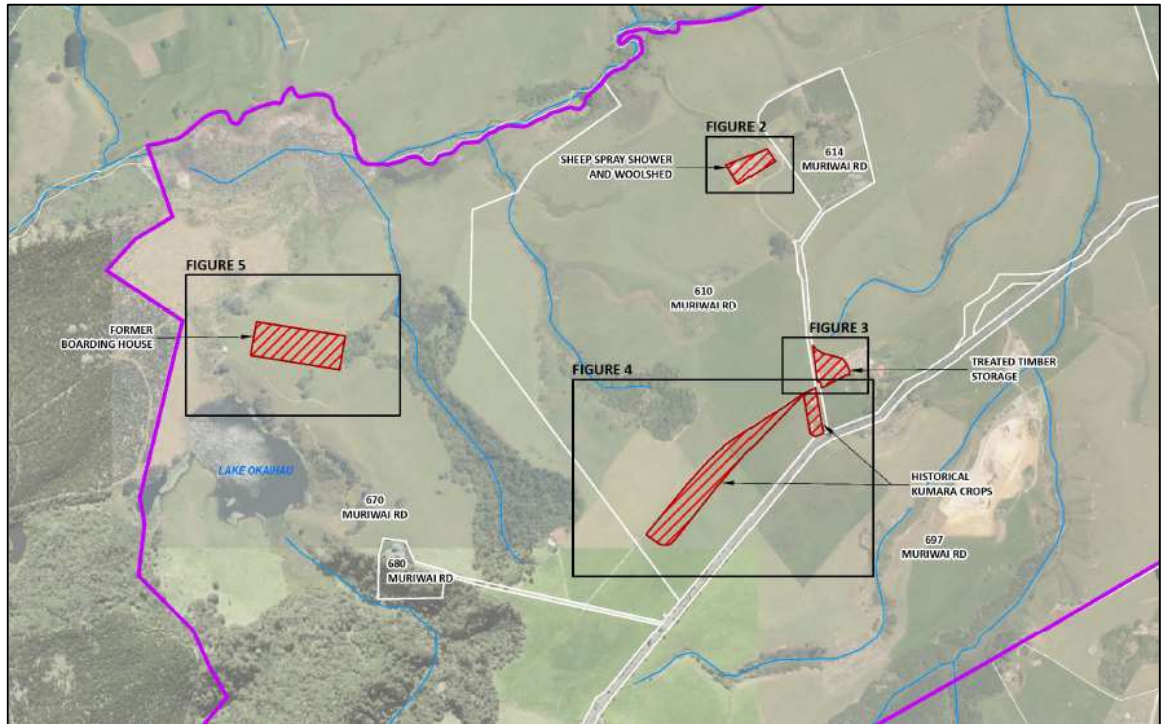 FIGURE 2
SHEEP SPRAY SHOWER
AND WOOLSHED
614
MURIWAI RD
FIGURE 5
FORMER
BOARDING HOUSE
610
MURIWAI RD
FIGURE 3
TREATED TIMBER
STORAGE
FIGURE 4
LAKE OKAIHAU
HISTORICAL
KUMARA CROPS
670
MURIWAI RD
697
MURIWAI RD
680
MURIWAI RD